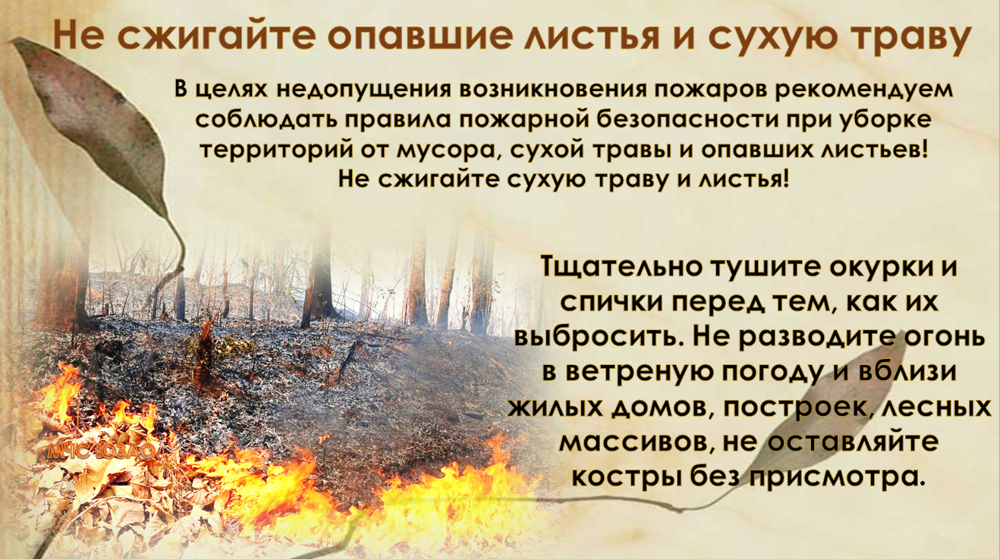 Не сжигайте опавшие листья и сухую траву
В целях недопущения возникновения пожаров рекомендуем
соблюдать правила пожарной безопасности при уборке
территорий от мусора, сухой травы и опавших листьев!
Не сжигайте сухую траву и листья!
Тщательно тушите окурки и
спички перед тем, как их
выбросить. Не разводите огонь
в ветреную погоду и вблизи
жилых домов, построек, лесных
массивов, не оставляйте
костры без присмотра.
МЧС ЮЗАО